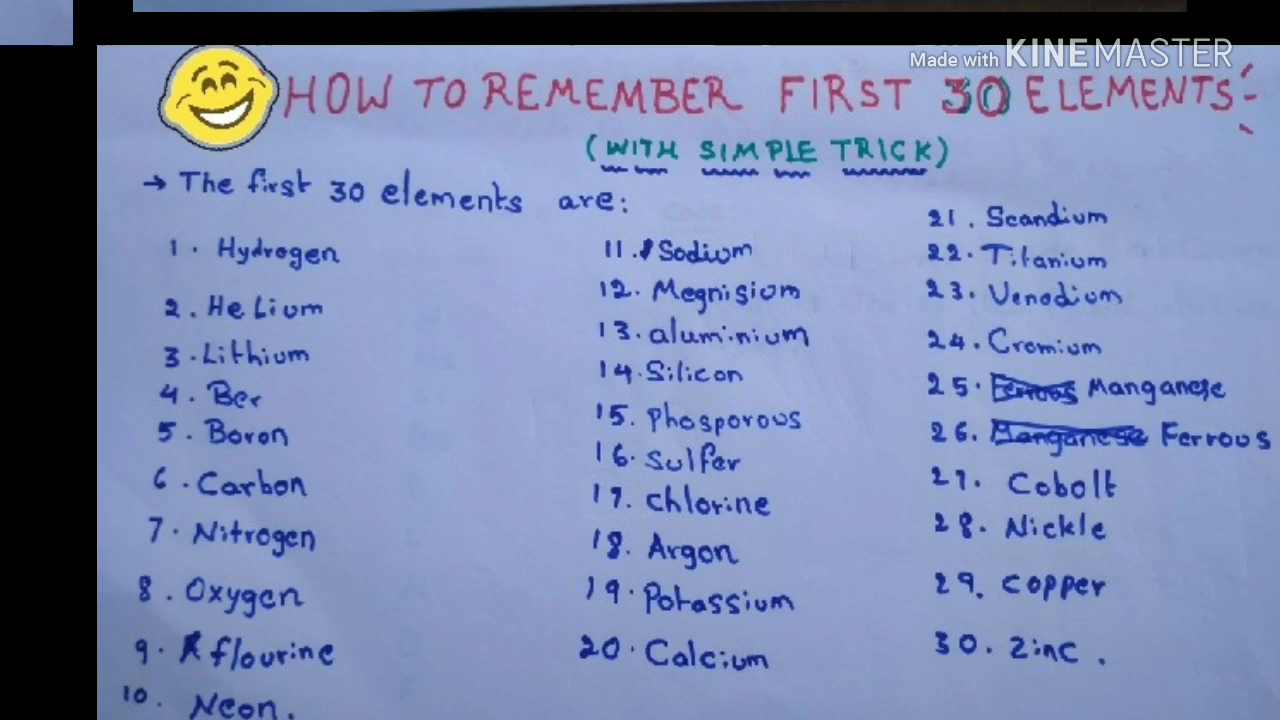 Made with KINEMASTER
HOW TO REMEMBER FIRST 30 ELEMENTS:-
(WITH SIMPLE TRICK)
→ The first 30 elements are:
1. Hydrogen
2. Helium
3. Lithium
4. Ber
5. Boron
6. Carbon
7. Nitrogen
8. Oxygen
9. flourine
10. Neon.
11. Sodium
12. Megnisium
13. aluminium
14. Silicon
15. Phosporous
16. Sulfer
17. Chlorine
18. Argon
19. Potassium
20. Calcium
21. Scandium
22. Titanium
23. Venodium
24. Cromium
25. Ferrous Manganese
26. Manganese Ferrous
27. Cobolt
28. Nickle
29. Copper
30. Zinc.